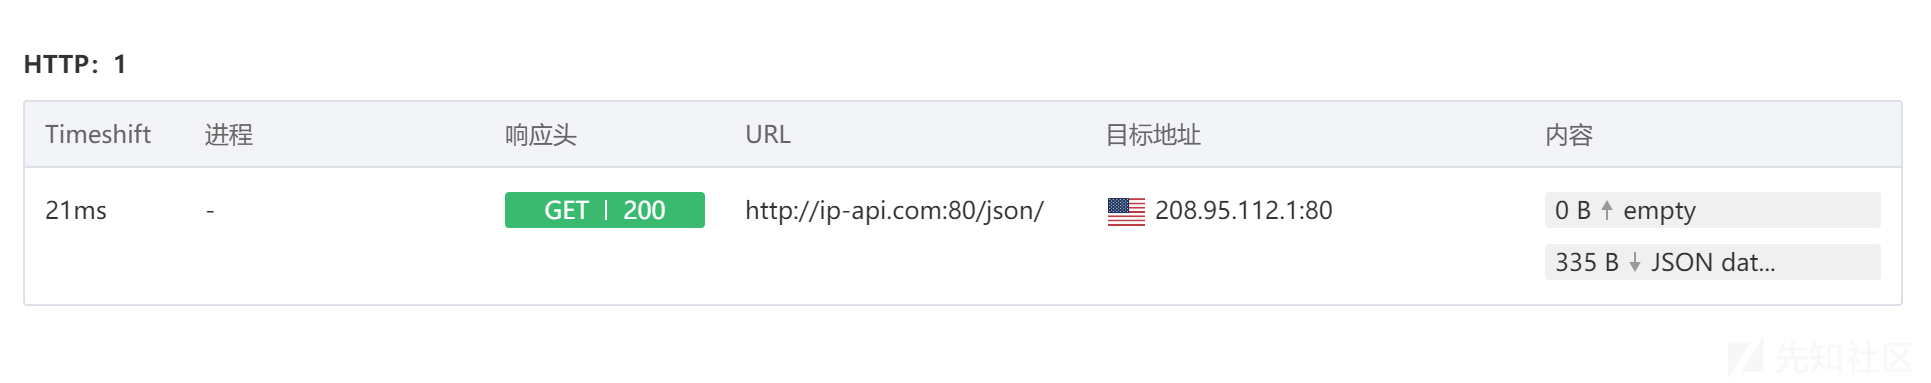 HTTP：1
Timeshift 进程 响应头 URL 目标地址 内容
21ms - GET | 200 http://ip-api.com:80/json/ 208.95.112.1:80 0 B ↑ empty
335 B ↓ JSON dat...
先知社区